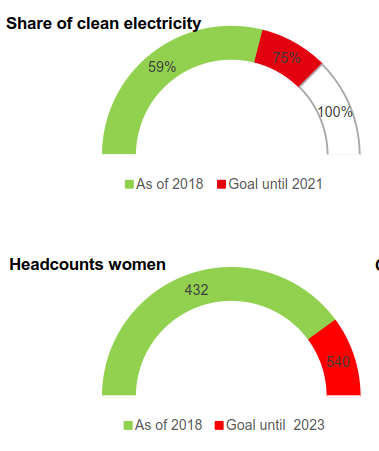 Share of clean electricity
59%
75%
100%
As of 2018 Goal until 2021
Headcounts women
432
540
As of 2018 Goal until 2023